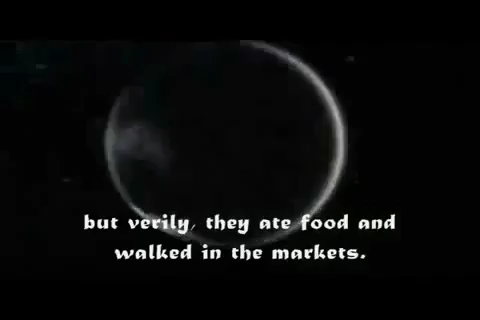 but verily, they ate food and
walked in the markets.